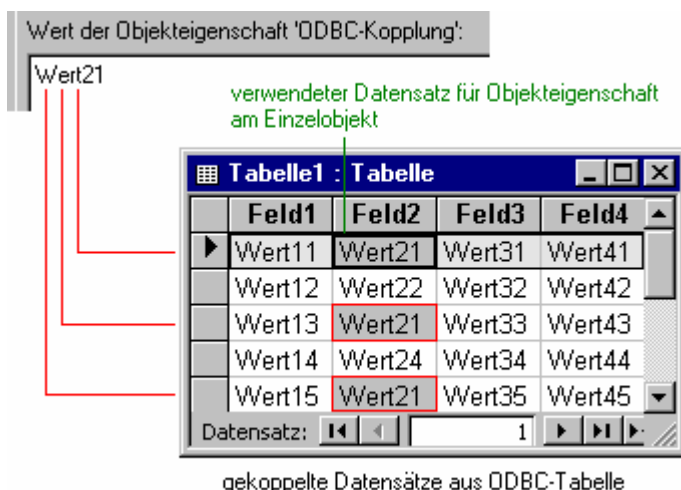 Wert der Objekteigenschaft 'ODBC-Kopplung':
Wert21
verwendeter Datensatz für Objekteigenschaft
am Einzelobjekt
Tabelle1 : Tabelle
Feld1 Feld2 Feld3 Feld4
Wert11 Wert21 Wert31 Wert41
Wert12 Wert22 Wert32 Wert42
Wert13 Wert21 Wert33 Wert43
Wert14 Wert24 Wert34 Wert44
Wert15 Wert21 Wert35 Wert45
Datensatz: 1
gekoppelte Datensätze aus ODBC-Tabelle